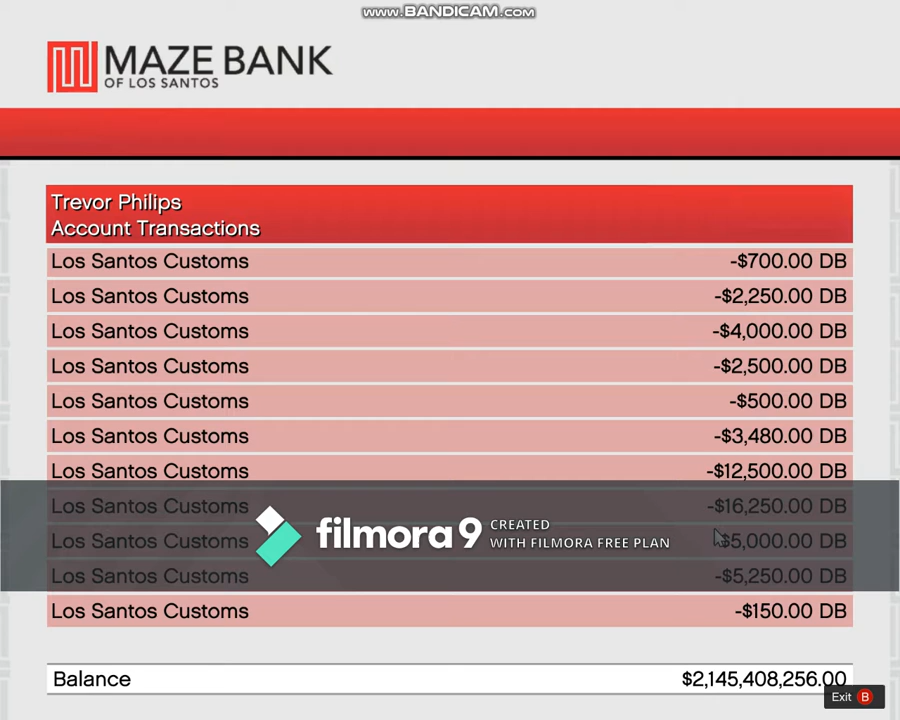 www.BANDICAM.com
MAZE BANK
OF LOS SANTOS
Trevor Philips
Account Transactions
Los Santos Customs -$700.00 DB
Los Santos Customs -$2,250.00 DB
Los Santos Customs -$4,000.00 DB
Los Santos Customs -$2,500.00 DB
Los Santos Customs -$500.00 DB
Los Santos Customs -$3,480.00 DB
Los Santos Customs -$12,500.00 DB
Los Santos Customs -$16,250.00 DB
filmora 9 CREATED
WITH FILMORA FREE PLAN
Los Santos Customs -$5,000.00 DB
Los Santos Customs -$5,250.00 DB
Los Santos Customs -$150.00 DB
Balance $2,145,408,256.00
Exit B